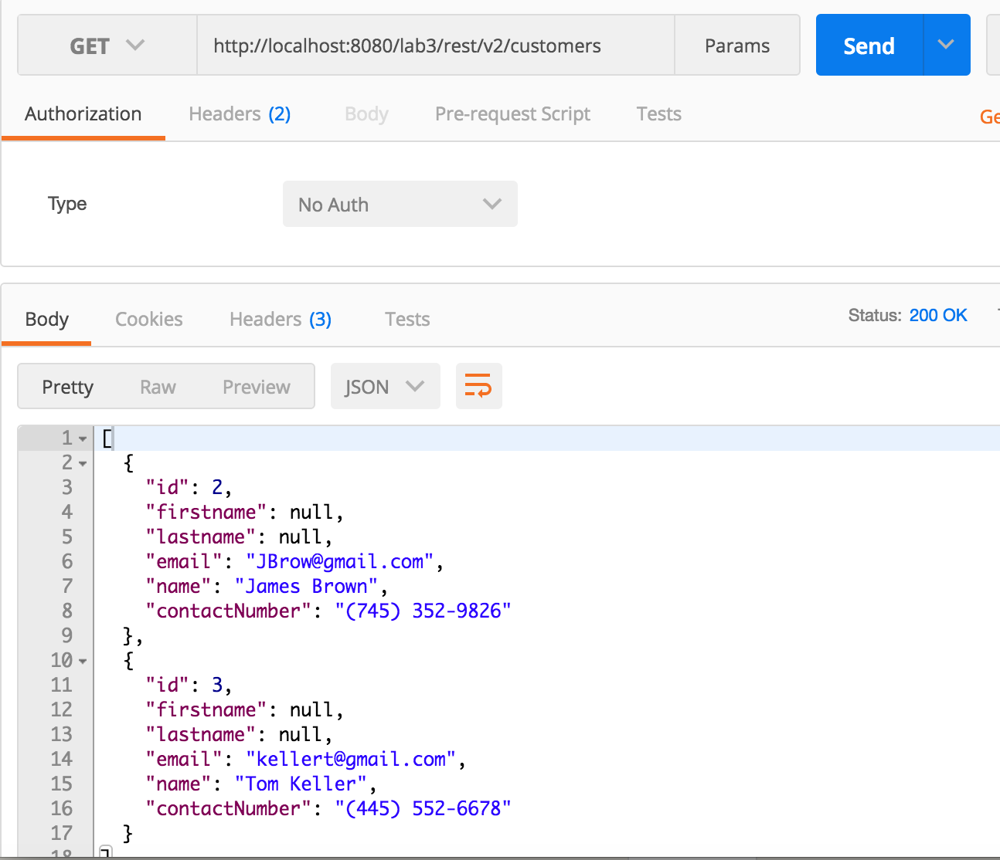 GET http://localhost:8080/lab3/rest/v2/customers Params Send
Authorization Headers (2) Body Pre-request Script Tests
Type No Auth
Body Cookies Headers (3) Tests Status: 200 OK
Pretty Raw Preview JSON
1 [
2 {
3 "id": 2,
4 "firstname": null,
5 "lastname": null,
6 "email": "JBrow@gmail.com",
7 "name": "James Brown",
8 "contactNumber": "(745) 352-9826"
9 },
10 {
11 "id": 3,
12 "firstname": null,
13 "lastname": null,
14 "email": "kellert@gmail.com",
15 "name": "Tom Keller",
16 "contactNumber": "(445) 552-6678"
17 }
18 ]